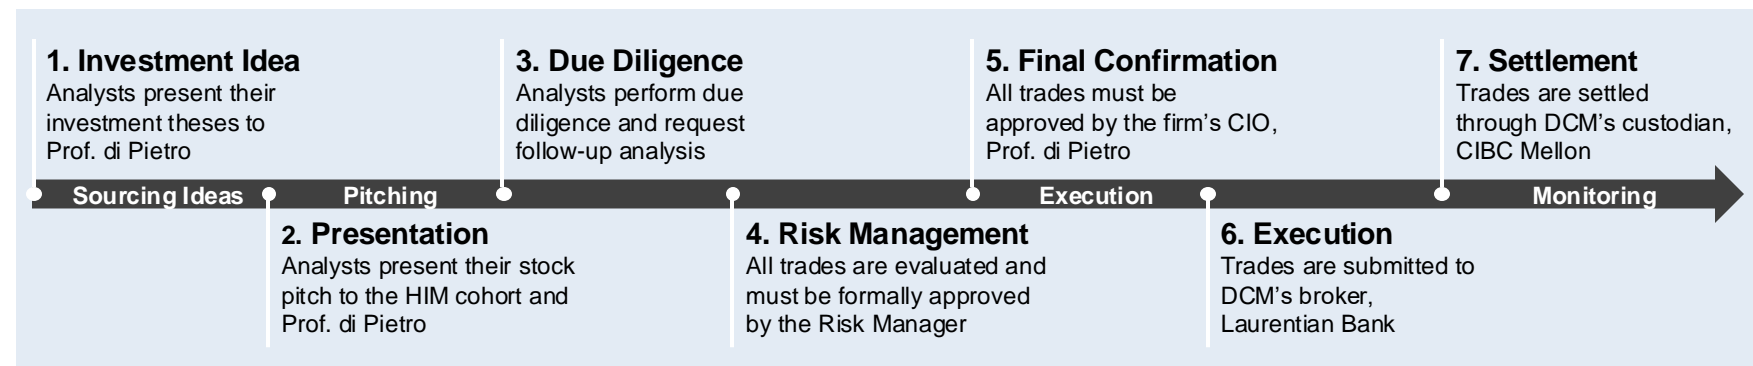 1. Investment Idea
Analysts present their
investment theses to
Prof. di Pietro
3. Due Diligence
Analysts perform due
diligence and request
follow-up analysis
5. Final Confirmation
All trades must be
approved by the firm's CIO,
Prof. di Pietro
7. Settlement
Trades are settled
through DCM's custodian,
CIBC Mellon
Sourcing Ideas
Pitching
Execution
Monitoring
2. Presentation
Analysts present their stock
pitch to the HIM cohort and
Prof. di Pietro
4. Risk Management
All trades are evaluated and
must be formally approved
by the Risk Manager
6. Execution
Trades are submitted to
DCM's broker,
Laurentian Bank